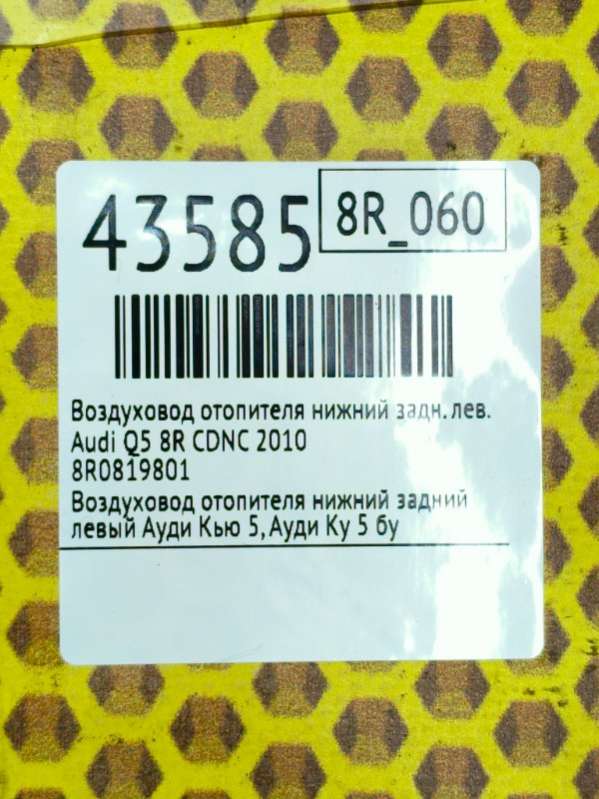 43585
8R_060
Воздуховод отопителя нижний задн.лев.
Audi Q5 8R CDNC 2010
8R0819801
Воздуховод отопителя нижний задний
левый Ауди Кью 5,Ауди Ку 5 бу